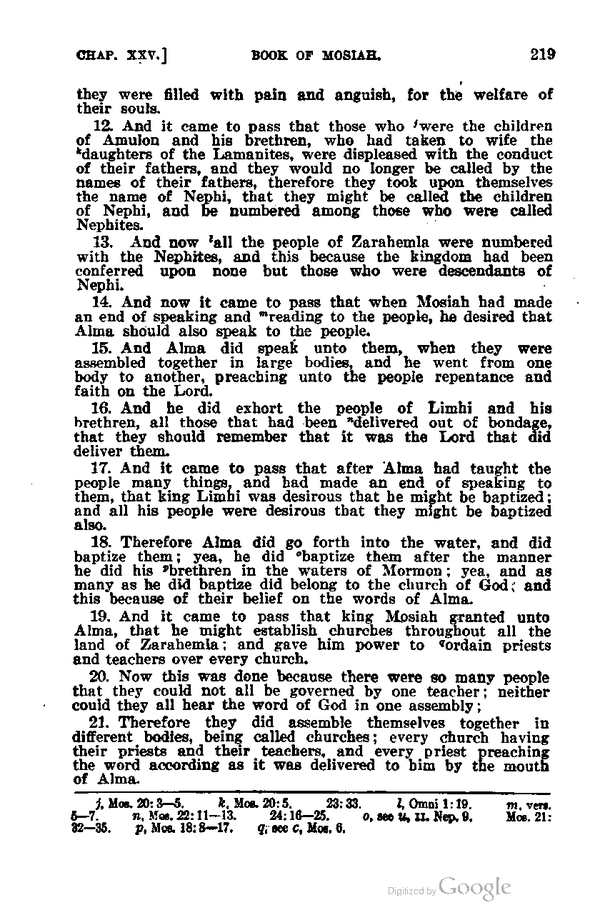 CHAP. XXV.] BOOK OF MOSIAH. 219
they were filled with pain and anguish, for the welfare of
their souls.
12. And it came to pass that those who ʲwere the children
of Amulon and his brethren, who had taken to wife the
ᵏdaughters of the Lamanites, were displeased with the conduct
of their fathers, and they would no longer be called by the
names of their fathers, therefore they took upon themselves
the name of Nephi, that they might be called the children
of Nephi, and be numbered among those who were called
Nephites.
13. And now ˡall the people of Zarahemla were numbered
with the Nephites, and this because the kingdom had been
conferred upon none but those who were descendants of
Nephi.
14. And now it came to pass that when Mosiah had made
an end of speaking and ᵐreading to the people, he desired that
Alma should also speak to the people.
15. And Alma did speak unto them, when they were
assembled together in large bodies, and he went from one
body to another, preaching unto the people repentance and
faith on the Lord.
16. And he did exhort the people of Limhi and his
brethren, all those that had been ⁿdelivered out of bondage,
that they should remember that it was the Lord that did
deliver them.
17. And it came to pass that after Alma had taught the
people many things, and had made an end of speaking to
them, that king Limhi was desirous that he might be baptized;
and all his people were desirous that they might be baptized
also.
18. Therefore Alma did go forth into the water, and did
baptize them; yea, he did ᵒbaptize them after the manner
he did his ᵖbrethren in the waters of Mormon; yea, and as
many as he did baptize did belong to the church of God; and
this because of their belief on the words of Alma.
19. And it came to pass that king Mosiah granted unto
Alma, that he might establish churches throughout all the
land of Zarahemla; and gave him power to qordain priests
and teachers over every church.
20. Now this was done because there were so many people
that they could not all be governed by one teacher; neither
could they all hear the word of God in one assembly;
21. Therefore they did assemble themselves together in
different bodies, being called churches; every church having
their priests and their teachers, and every priest preaching
the word according as it was delivered to him by the mouth
of Alma.
j, Mos. 20: 3—5. k, Mos. 20: 5. 23: 33. l, Omni 1: 19. m, vers.
5—7. n, Mos. 22: 11—13. 24: 16—25. o, see u, II. Nep. 9. Mos. 21:
32—35. p, Mos. 18: 8—17. q, see c, Mos. 6.
Digitized by Google